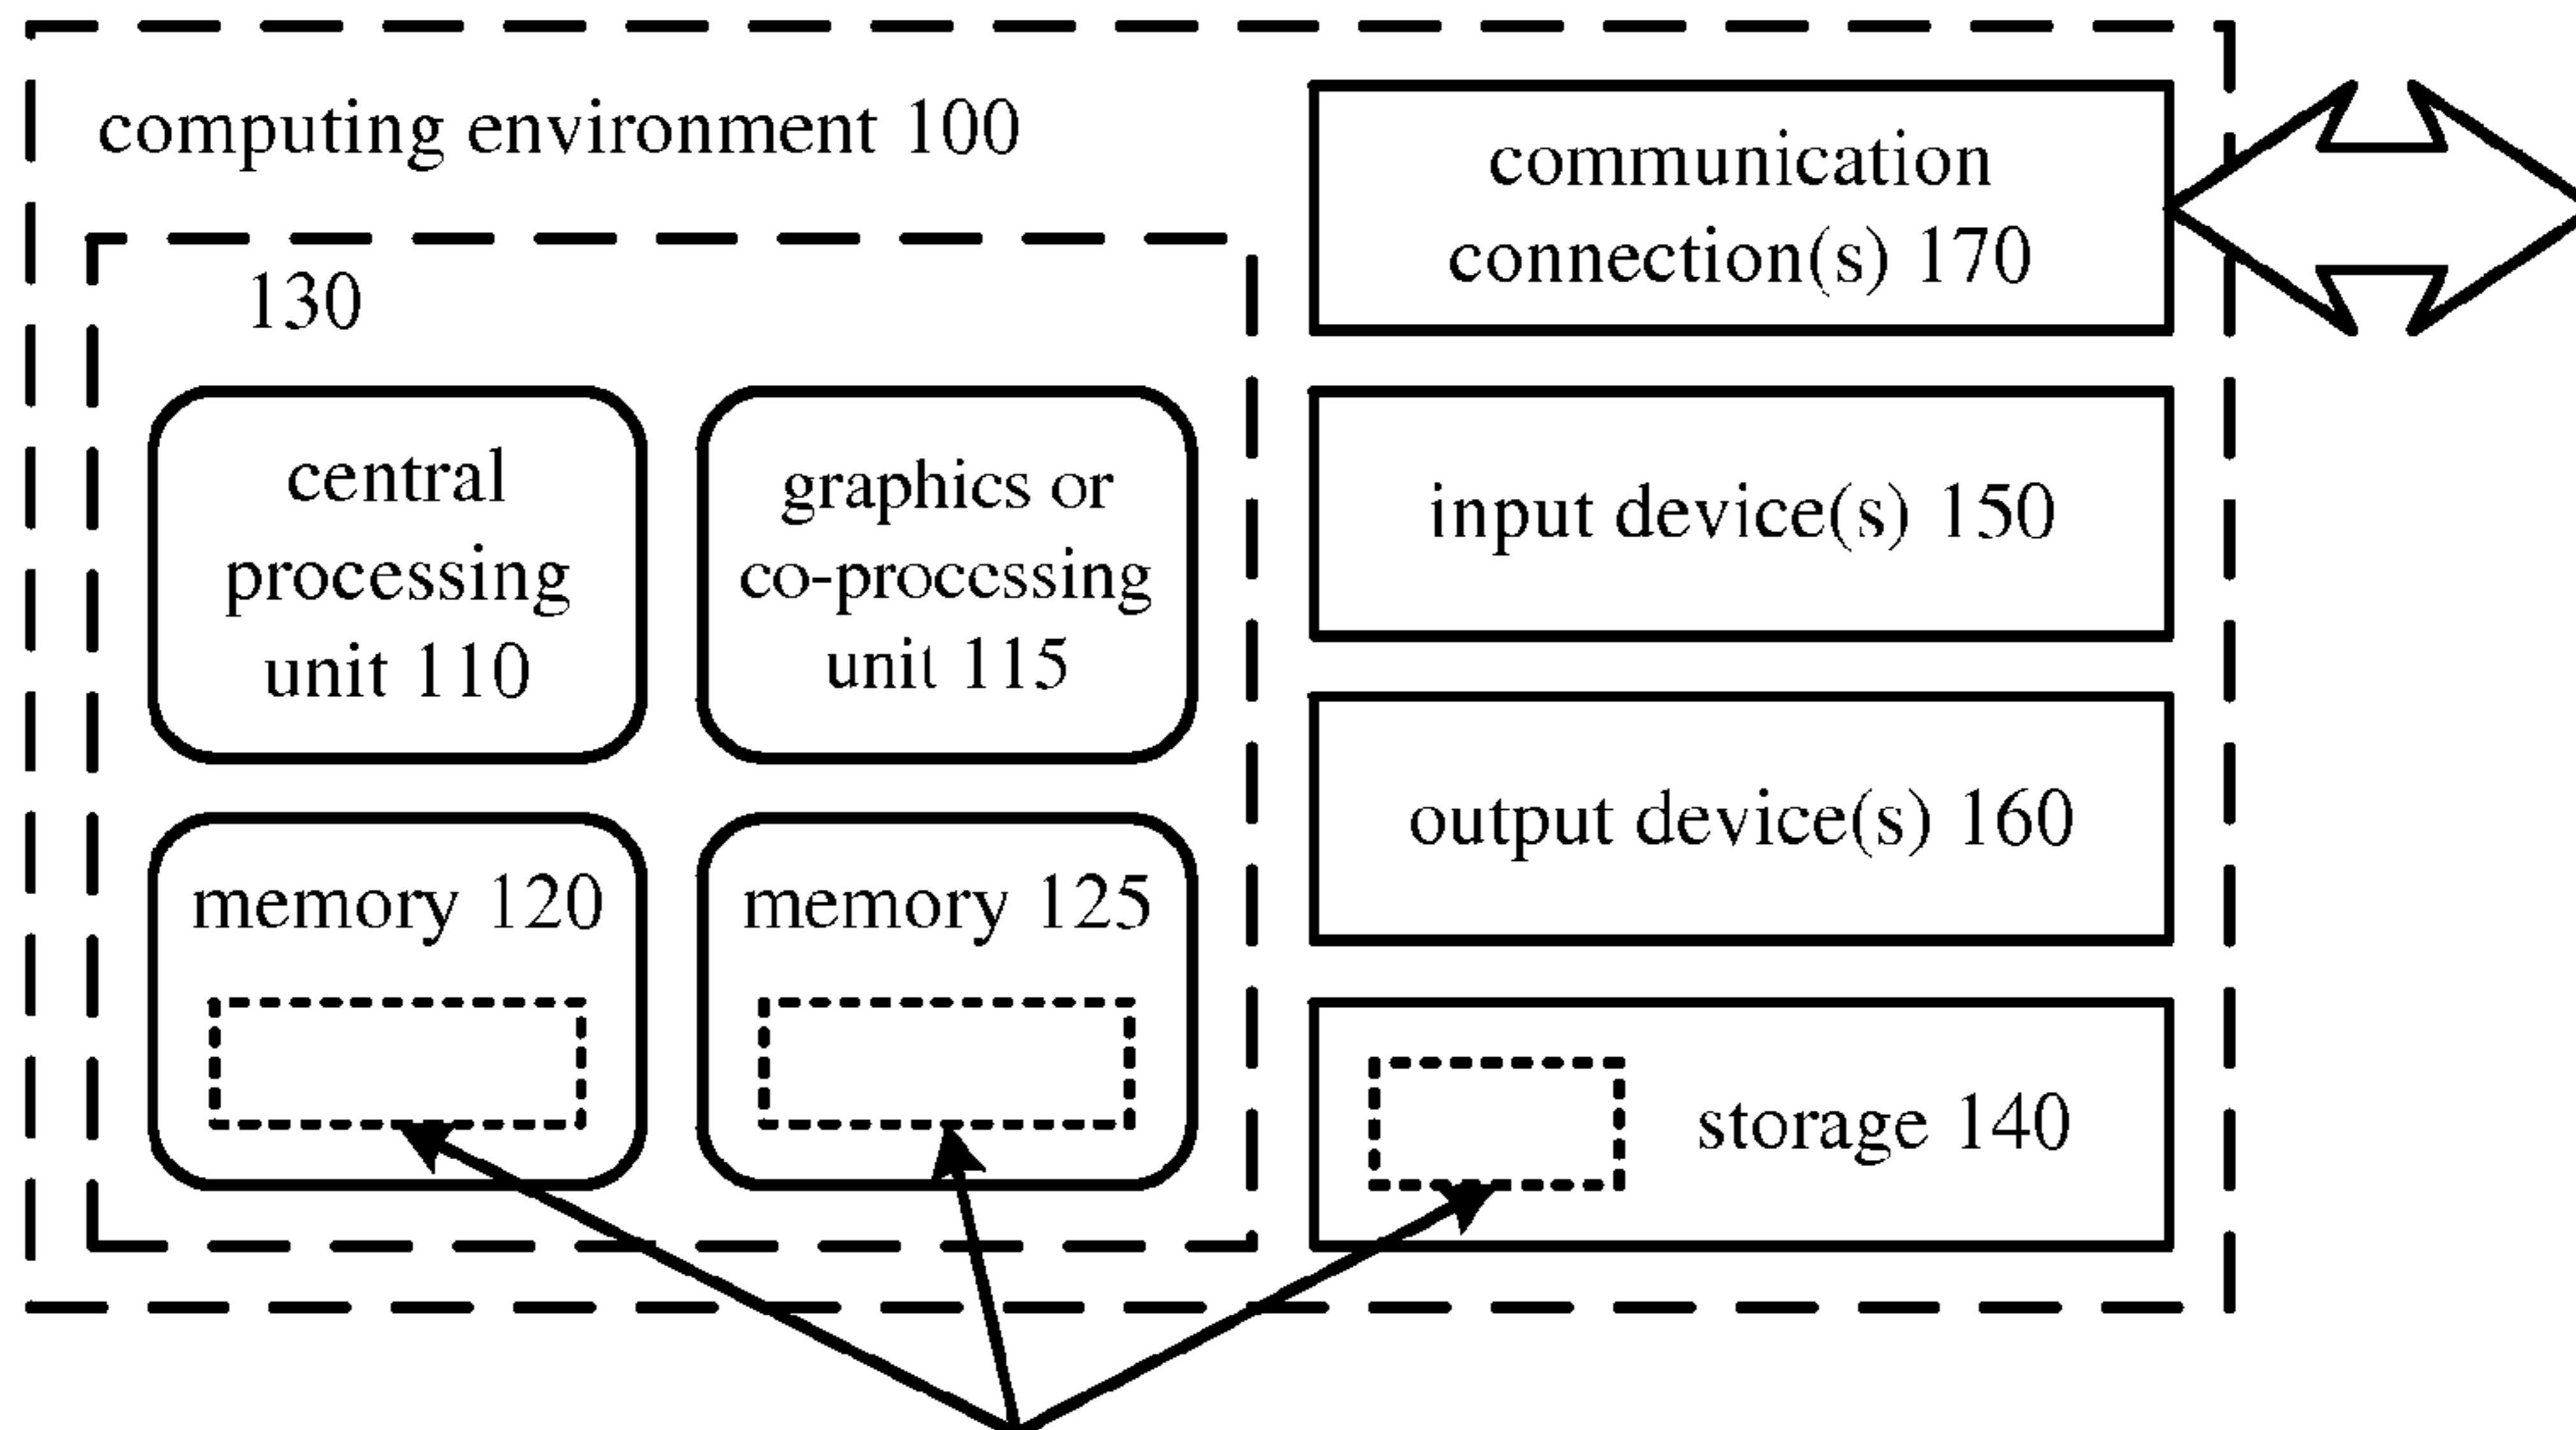 computing environment 100
130
central
processing
unit 110
graphics or
co-processing
unit 115
memory 120
memory 125
communication
connection(s) 170
input device(s) 150
output device(s) 160
storage 140